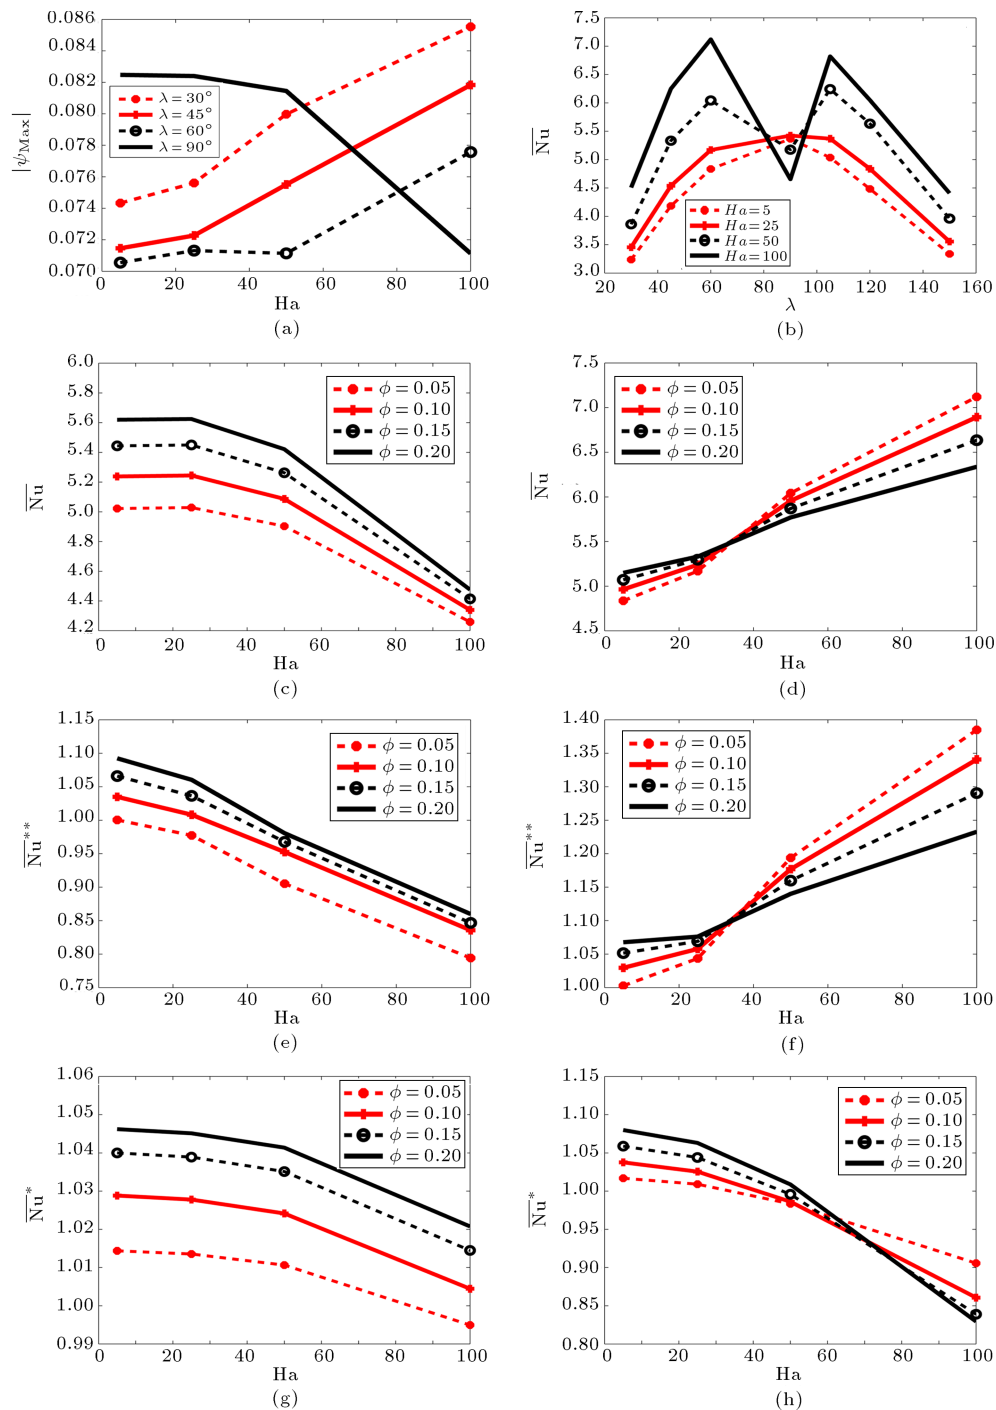 0.086
0.084
0.082
0.080
0.078
0.076
0.074
0.072
0.070
|ψMax|
λ = 30°
λ = 45°
λ = 60°
λ = 90°
0 20 40 60 80 100
Ha
(a)
7.5
7.0
6.5
6.0
5.5
5.0
4.5
4.0
3.5
3.0
N̅u̅
Ha = 5
Ha = 25
Ha = 50
Ha = 100
20 40 60 80 100 120 140 160
λ
(b)
6.0
5.8
5.6
5.4
5.2
5.0
4.8
4.6
4.4
4.2
N̅u̅
ϕ = 0.05
ϕ = 0.10
ϕ = 0.15
ϕ = 0.20
0 20 40 60 80 100
Ha
(c)
7.5
7.0
6.5
6.0
5.5
5.0
4.5
N̅u̅
ϕ = 0.05
ϕ = 0.10
ϕ = 0.15
ϕ = 0.20
0 20 40 60 80 100
Ha
(d)
1.15
1.10
1.05
1.00
0.95
0.90
0.85
0.80
0.75
N̅u̅**
ϕ = 0.05
ϕ = 0.10
ϕ = 0.15
ϕ = 0.20
0 20 40 60 80 100
Ha
(e)
1.40
1.35
1.30
1.25
1.20
1.15
1.10
1.05
1.00
N̅u̅**
ϕ = 0.05
ϕ = 0.10
ϕ = 0.15
ϕ = 0.20
0 20 40 60 80 100
Ha
(f)
1.06
1.05
1.04
1.03
1.02
1.01
1.00
0.99
N̅u̅*
ϕ = 0.05
ϕ = 0.10
ϕ = 0.15
ϕ = 0.20
0 20 40 60 80 100
Ha
(g)
1.15
1.10
1.05
1.00
0.95
0.90
0.85
0.80
N̅u̅*
ϕ = 0.05
ϕ = 0.10
ϕ = 0.15
ϕ = 0.20
0 20 40 60 80 100
Ha
(h)